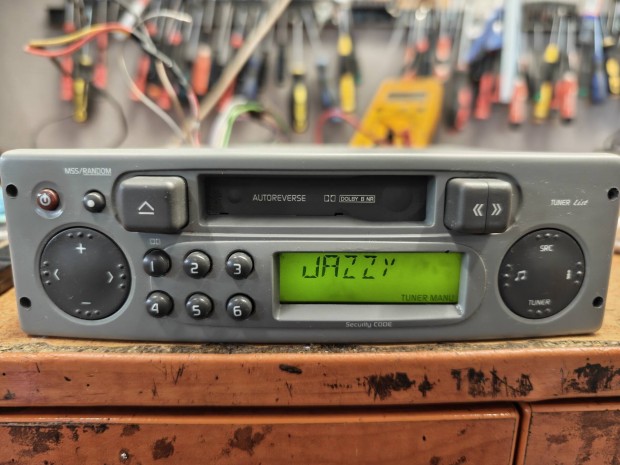 MSS/RANDOM
AUTOREVERSE DOLBY B NR
TUNER List
+
−
1 2 3
4 5 6
JAZZY
TUNER MANU
SRC
TUNER
Security CODE